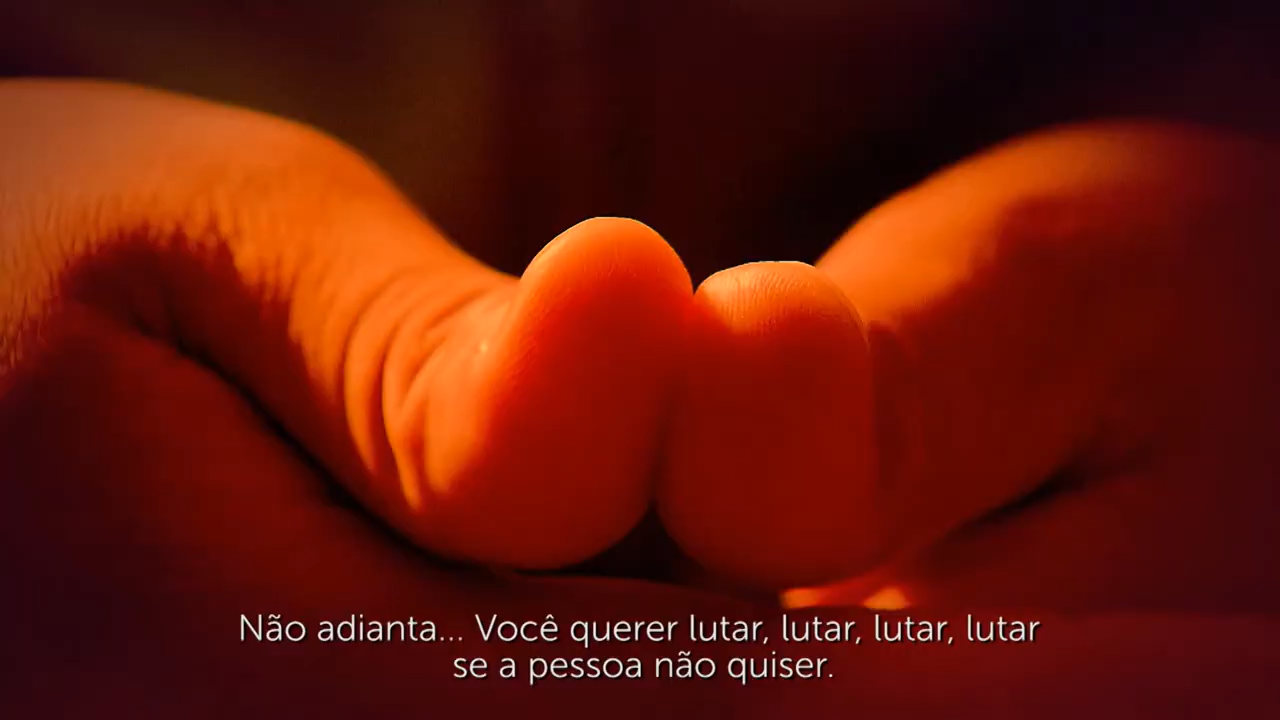 Não adianta... Você querer lutar, lutar, lutar, lutar
se a pessoa não quiser.